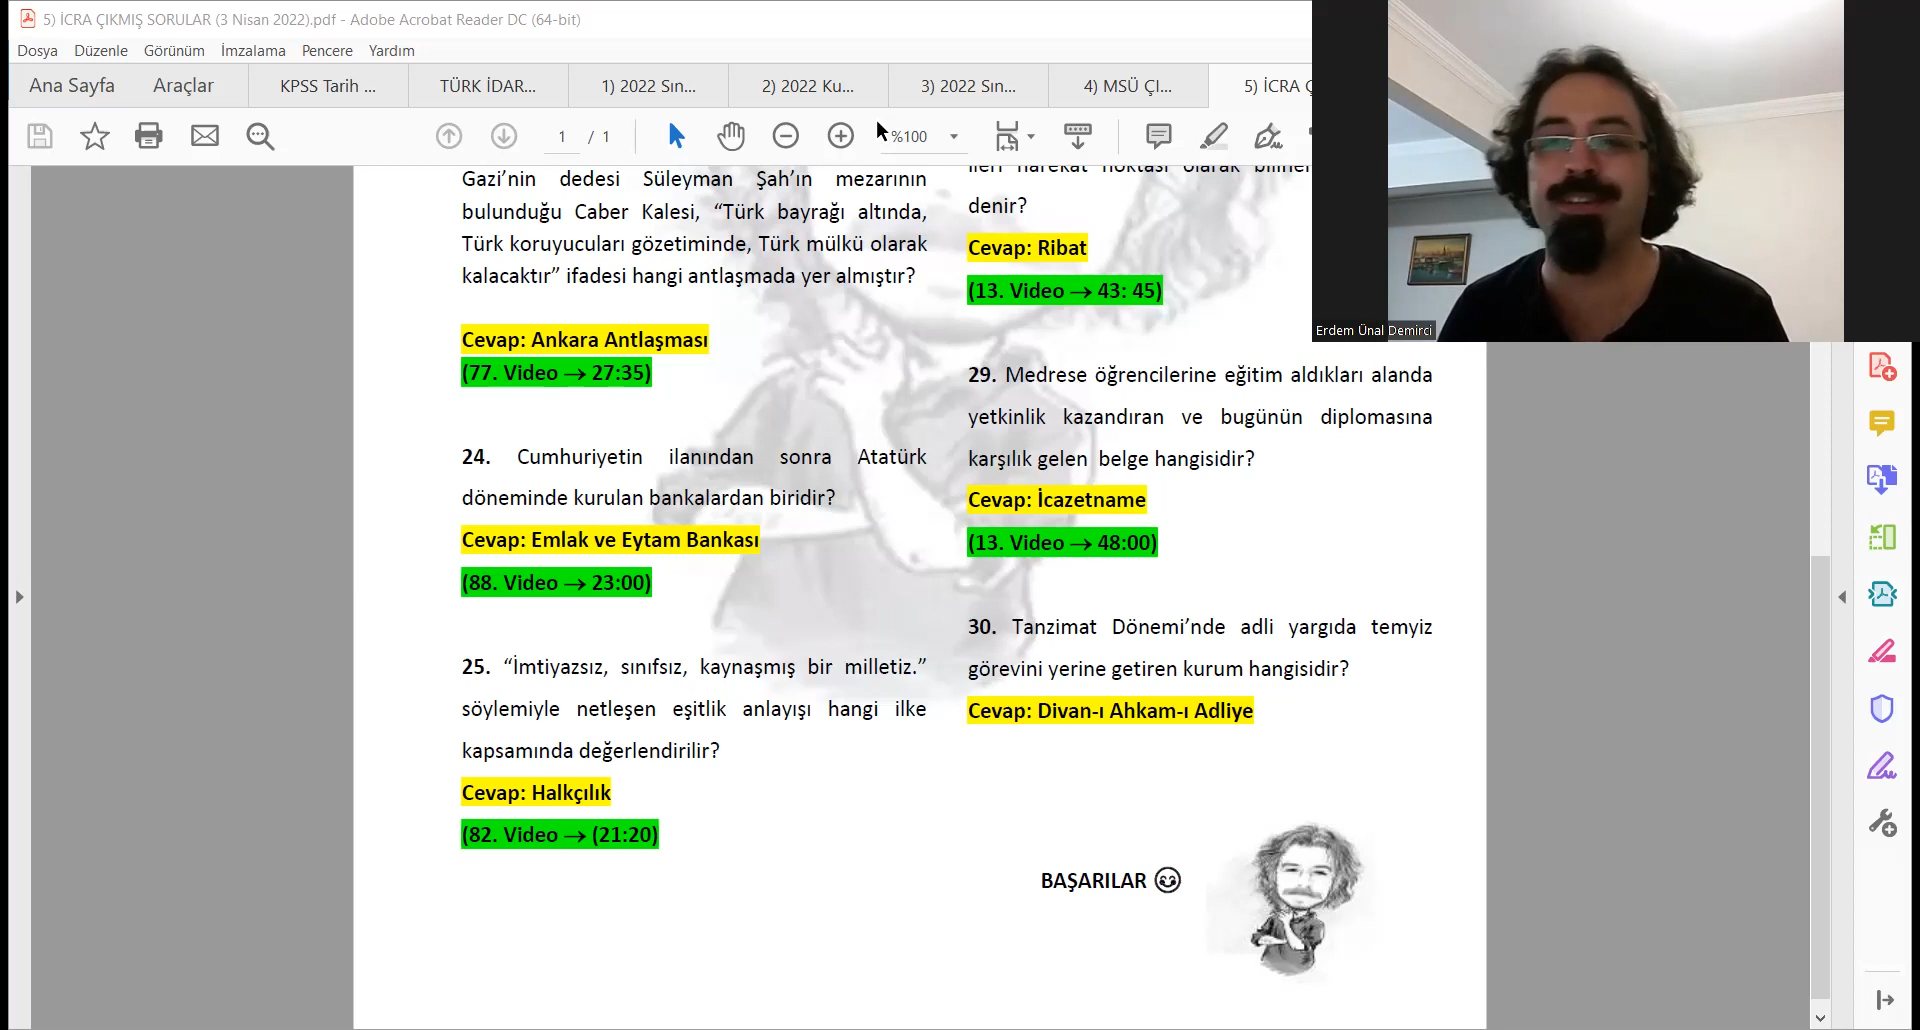 5) İCRA ÇIKMIŞ SORULAR (3 Nisan 2022).pdf - Adobe Acrobat Reader DC (64-bit)
Dosya Düzenle Görünüm İmzalama Pencere Yardım
Ana Sayfa Araçlar KPSS Tarih ... TÜRK İDAR... 1) 2022 Sın... 2) 2022 Ku... 3) 2022 Sın... 4) MSÜ ÇI... 5) İCRA
1 / 1 %100
Erdem Ünal Demirci
Gazi’nin dedesi Süleyman Şah’ın mezarının
bulunduğu Caber Kalesi, “Türk bayrağı altında,
Türk koruyucuları gözetiminde, Türk mülkü olarak
kalacaktır” ifadesi hangi antlaşmada yer almıştır?
Cevap: Ankara Antlaşması
(77. Video → 27:35)
24. Cumhuriyetin ilanından sonra Atatürk
döneminde kurulan bankalardan biridir?
Cevap: Emlak ve Eytam Bankası
(88. Video → 23:00)
25. “İmtiyazsız, sınıfsız, kaynaşmış bir milletiz.”
söylemiyle netleşen eşitlik anlayışı hangi ilke
kapsamında değerlendirilir?
Cevap: Halkçılık
(82. Video → (21:20)
ileri harekat noktası olarak
denir?
Cevap: Ribat
(13. Video → 43: 45)
29. Medrese öğrencilerine eğitim aldıkları alanda
yetkinlik kazandıran ve bugünün diplomasına
karşılık gelen belge hangisidir?
Cevap: İcazetname
(13. Video → 48:00)
30. Tanzimat Dönemi’nde adli yargıda temyiz
görevini yerine getiren kurum hangisidir?
Cevap: Divan-ı Ahkam-ı Adliye
BAŞARILAR